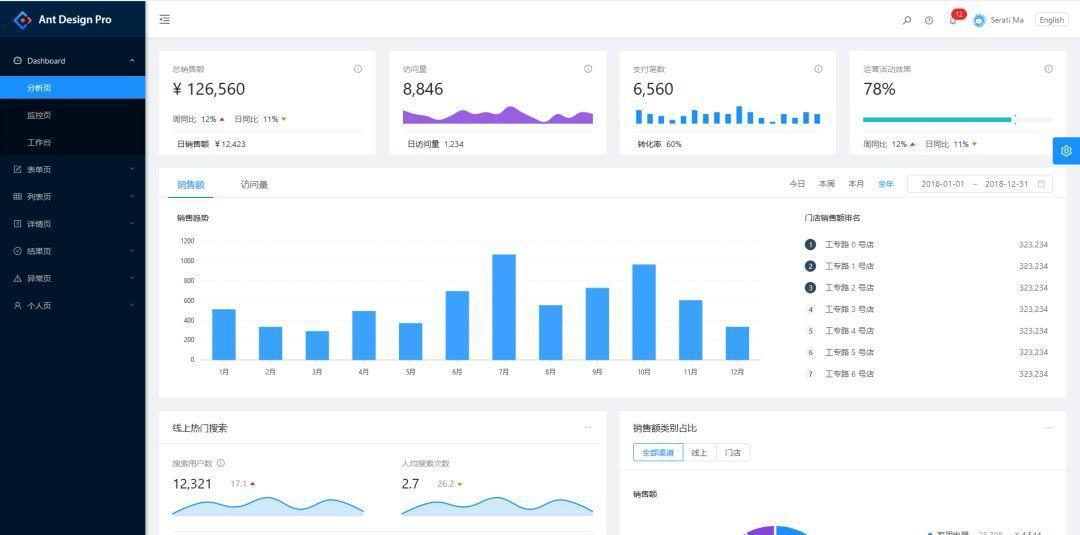 Ant Design Pro
12
Serati Ma
English
Dashboard
分析页
监控页
工作台
表单页
列表页
详情页
结果页
异常页
个人页
总销售额
¥ 126,560
周同比 12% 日同比 11%
日销售额 ¥ 12,423
访问量
8,846
日访问量 1,234
支付笔数
6,560
转化率 60%
运营活动效果
78%
周同比 12% 日同比 11%
销售额 访问量
今日 本周 本月 全年 2018-01-01 ~ 2018-12-31
销售趋势
1200
1000
800
600
400
200
0
1月 2月 3月 4月 5月 6月 7月 8月 9月 10月 11月 12月
门店销售额排名
1 工专路 0 号店 323,234
2 工专路 1 号店 323,234
3 工专路 2 号店 323,234
4 工专路 3 号店 323,234
5 工专路 4 号店 323,234
6 工专路 5 号店 323,234
7 工专路 6 号店 323,234
线上热门搜索
搜索用户数
12,321 17.1
人均搜索次数
2.7 26.2
销售额类别占比
全部渠道 线上 门店
销售额